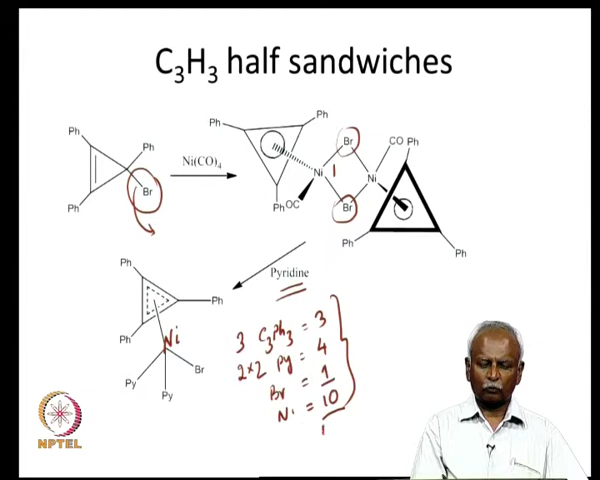 C3H3 half sandwiches
Ph
Ph
Ph
Br
Ni(CO)4
Ph
Ph
Ph
OC
Ni
1
Br
Br
Ni
CO
Ph
Ph
Ph
Pyridine
Ph
Ph
Ph
Ni
Br
Py
Py
3 C3Ph3 = 3
2×2 Py = 4
Br = 1
Ni = 10
NPTEL